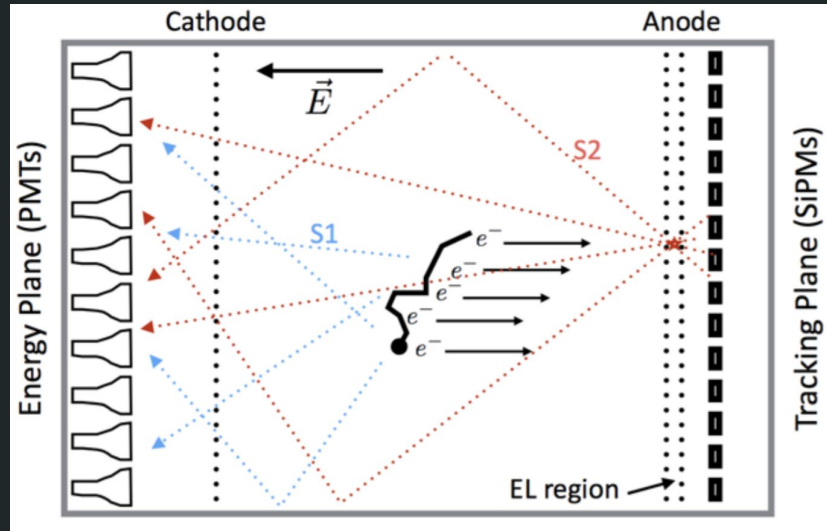 Cathode
Anode
E⃗
S2
S1
e⁻
e⁻
e⁻
e⁻
e⁻
EL region
Energy Plane (PMTs)
Tracking Plane (SiPMs)